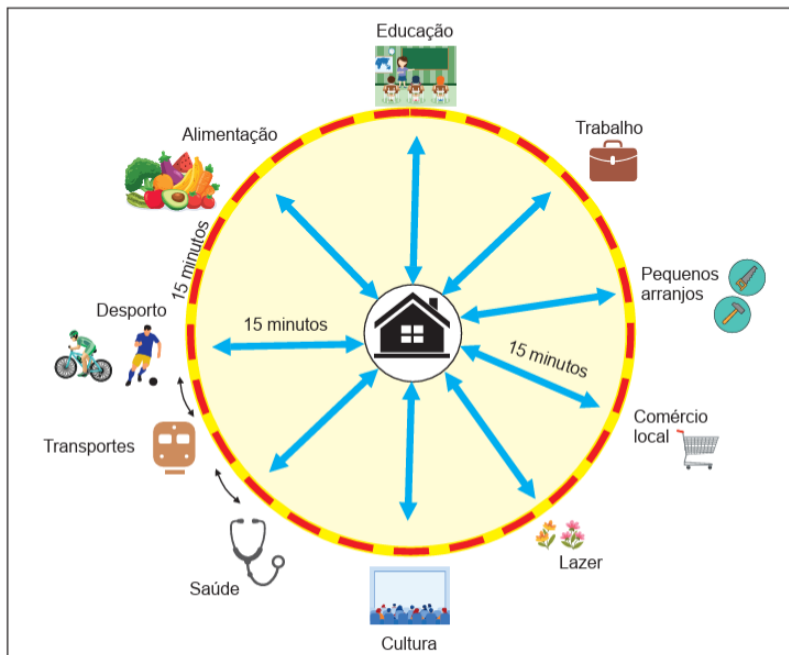 Educação
Alimentação
Trabalho
15 minutos
Pequenos
arranjos
Desporto
15 minutos
15 minutos
Comércio
local
Transportes
Lazer
Saúde
Cultura